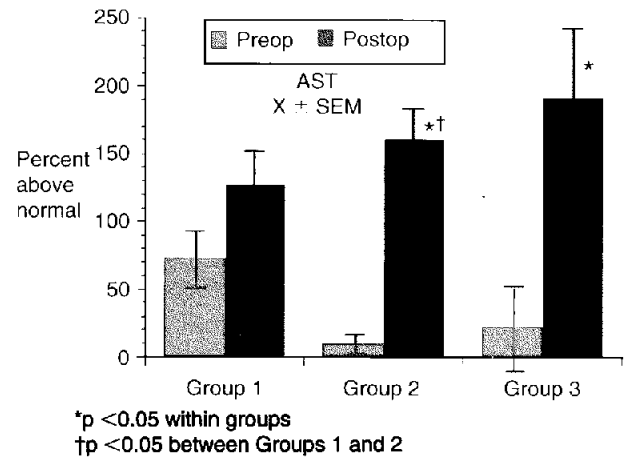 250
200
150
100
50
0
Percent
above
normal
Preop Postop
AST
X ± SEM
*†
*
Group 1 Group 2 Group 3
*p <0.05 within groups
†p <0.05 between Groups 1 and 2